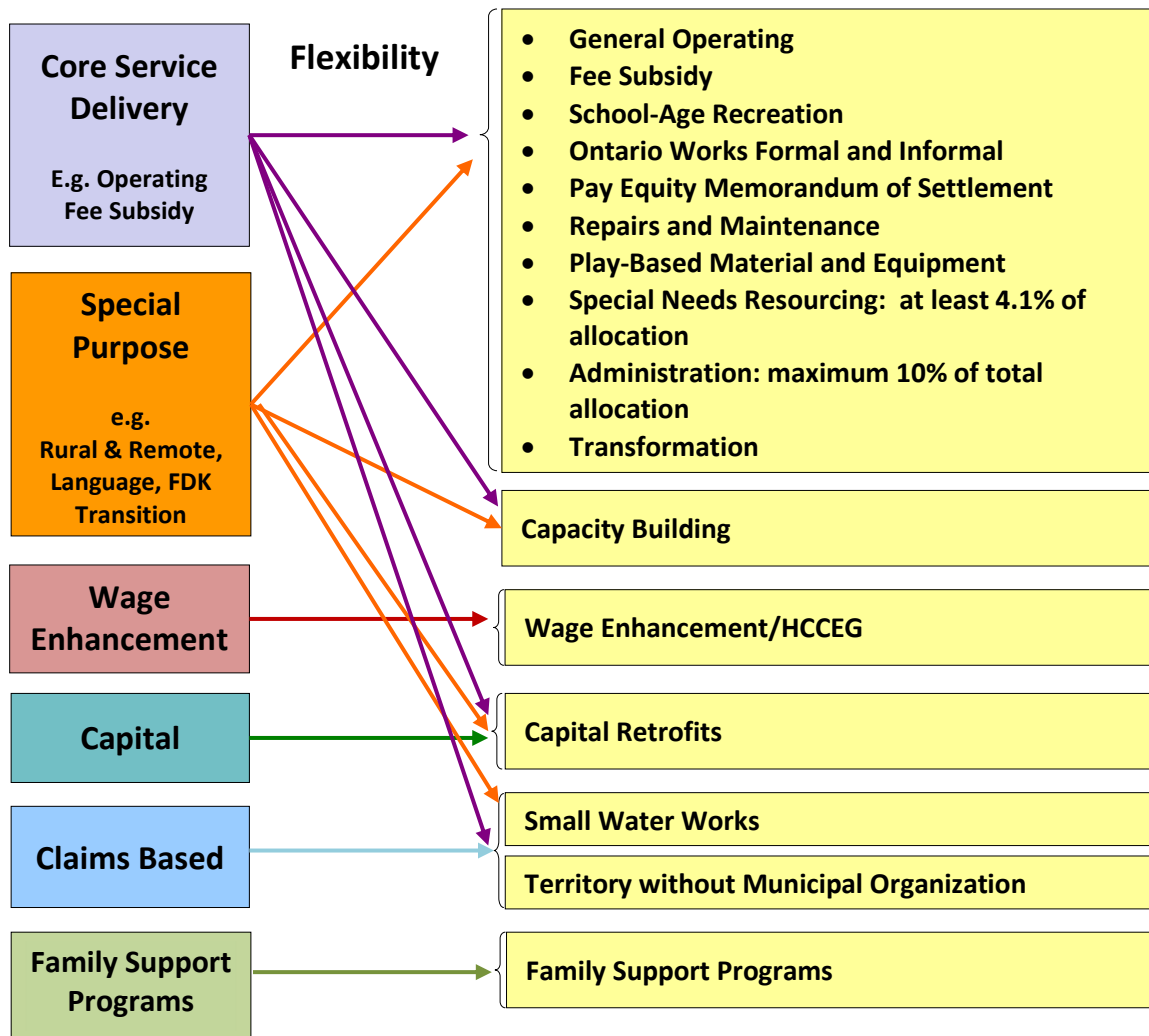 Core Service
Delivery
E.g. Operating
Fee Subsidy
Special
Purpose
e.g.
Rural & Remote,
Language, FDK
Transition
Wage
Enhancement
Capital
Claims Based
Family Support
Programs
Flexibility
• General Operating
• Fee Subsidy
• School-Age Recreation
• Ontario Works Formal and Informal
• Pay Equity Memorandum of Settlement
• Repairs and Maintenance
• Play-Based Material and Equipment
• Special Needs Resourcing: at least 4.1% of
allocation
• Administration: maximum 10% of total
allocation
• Transformation
Capacity Building
Wage Enhancement/HCCEG
Capital Retrofits
Small Water Works
Territory without Municipal Organization
Family Support Programs